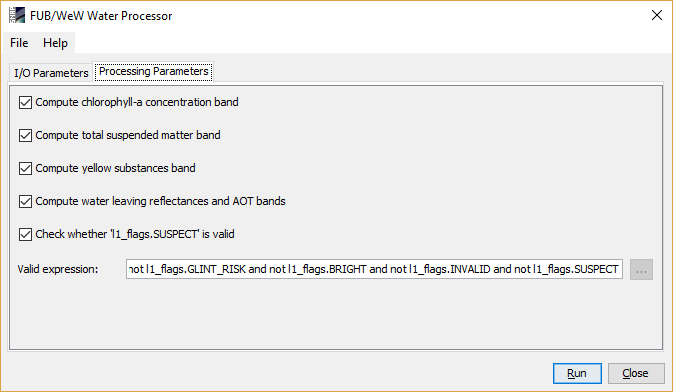 FUB/WeW Water Processor
File Help
I/O Parameters Processing Parameters
Compute chlorophyll-a concentration band
Compute total suspended matter band
Compute yellow substances band
Compute water leaving reflectances and AOT bands
Check whether 'l1_flags.SUSPECT' is valid
Valid expression: not l1_flags.GLINT_RISK and not l1_flags.BRIGHT and not l1_flags.INVALID and not l1_flags.SUSPECT ...
Run Close